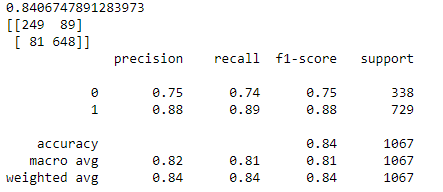 0.8406747891283973
[[249  89]
 [ 81 648]]
              precision    recall  f1-score   support

           0       0.75      0.74      0.75       338
           1       0.88      0.89      0.88       729

    accuracy                           0.84      1067
   macro avg       0.82      0.81      0.81      1067
weighted avg       0.84      0.84      0.84      1067